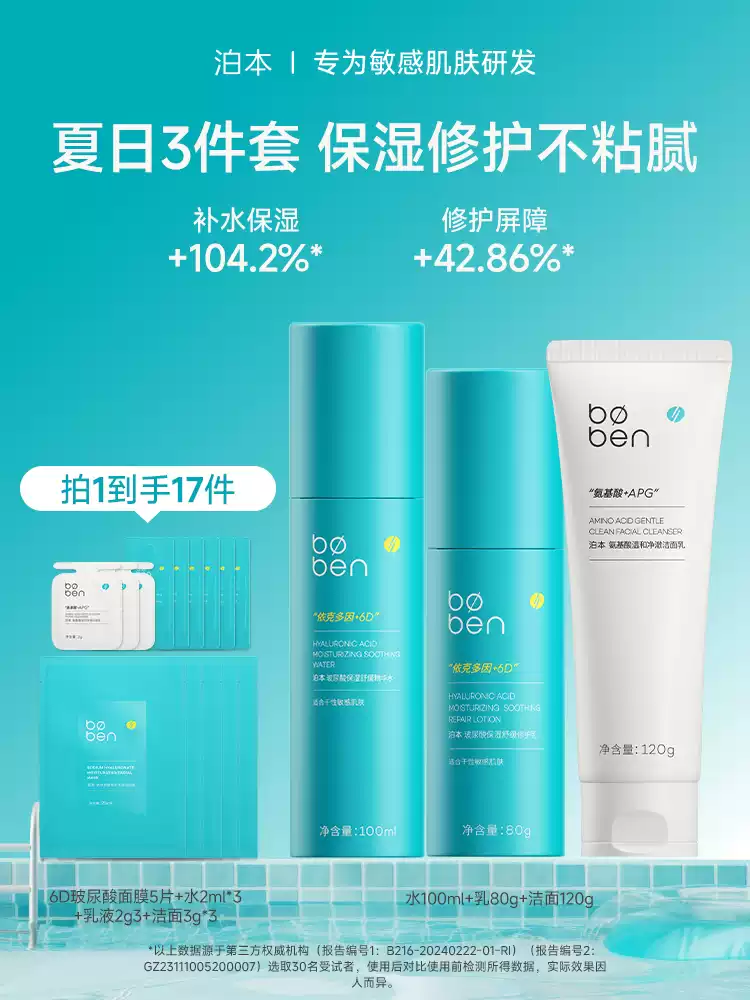 泊本 | 专为敏感肌肤研发
夏日3件套 保湿修护不粘腻
补水保湿
+104.2%*
修护屏障
+42.86%*
拍1到手17件
bø
ben
"氨基酸+APG"
AMINO ACID GENTLE
CLEAN FACIAL CLEANSER
泊本 氨基酸温和净澈洁面乳
净含量:120g
bø
ben
"依克多因+6D"
HYALURONIC ACID
MOISTURIZING SOOTHING
WATER
泊本 玻尿酸保湿舒缓精华水
适合干性敏感肌肤
净含量:100ml
bø
ben
"依克多因+6D"
HYALURONIC ACID
MOISTURIZING SOOTHING
REPAIR LOTION
泊本 玻尿酸保湿舒缓修护乳
适合干性敏感肌肤
净含量:80g
bø
ben
"氨基酸+APG"
bø
ben
SODIUM HYALURONATE
MOISTURIZING FACIAL
MASK
6D玻尿酸面膜5片+水2ml*3
+乳液2g3+洁面3g*3
水100ml+乳80g+洁面120g
*以上数据源于第三方权威机构（报告编号1：B216-20240222-01-RI）（报告编号2：
GZ23111005200007）选取30名受试者，使用后对比使用前检测所得数据，实际效果因
人而异。